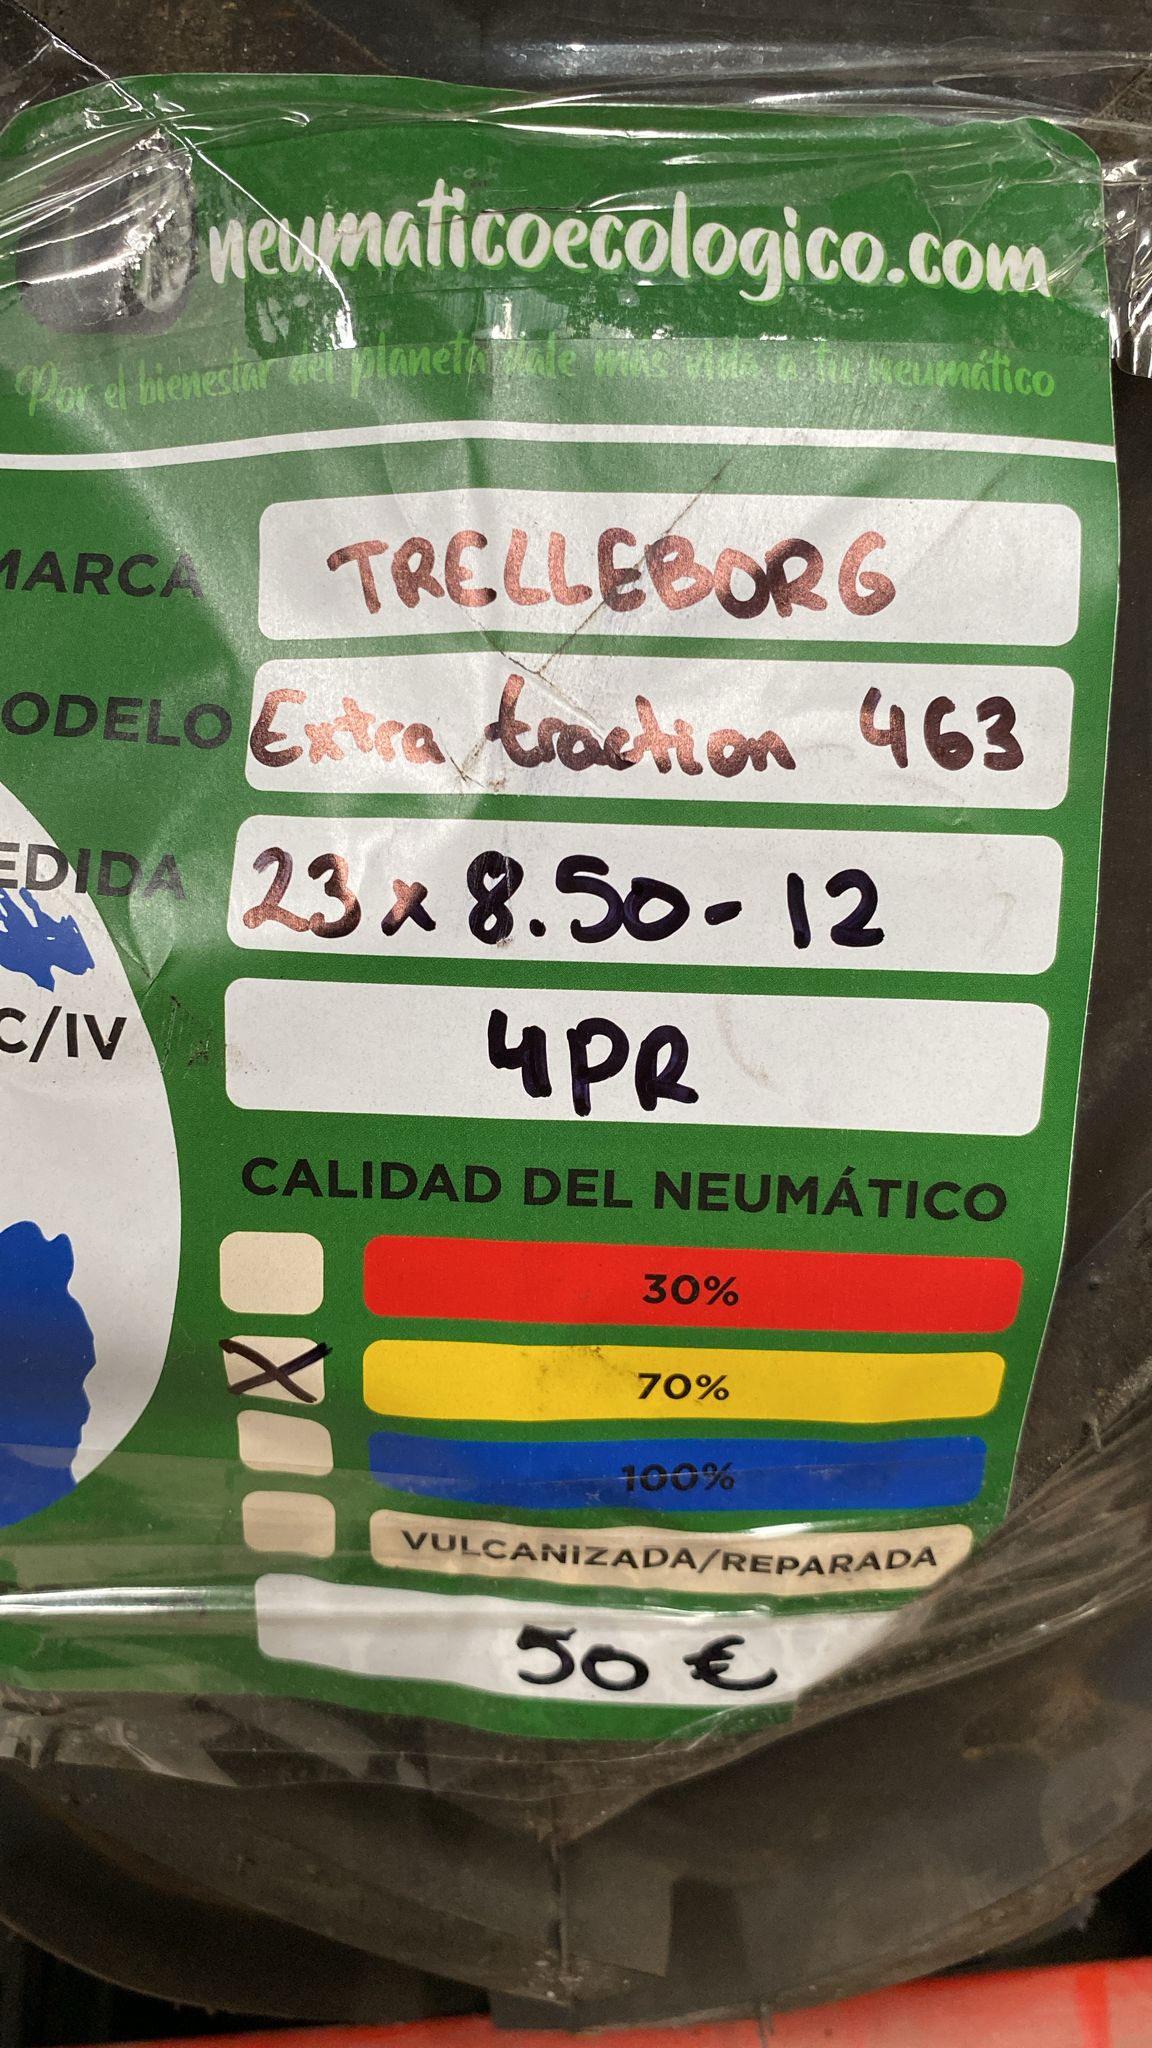 neumaticoecologico.com
Por el bienestar del planeta dale más vida a tu neumático
MARCA TRELLEBORG
ODELO Extra traction 463
EDIDA 23 x 8.50 - 12
C/IV 4PR
CALIDAD DEL NEUMÁTICO
30%
70%
100%
VULCANIZADA/REPARADA
50 €